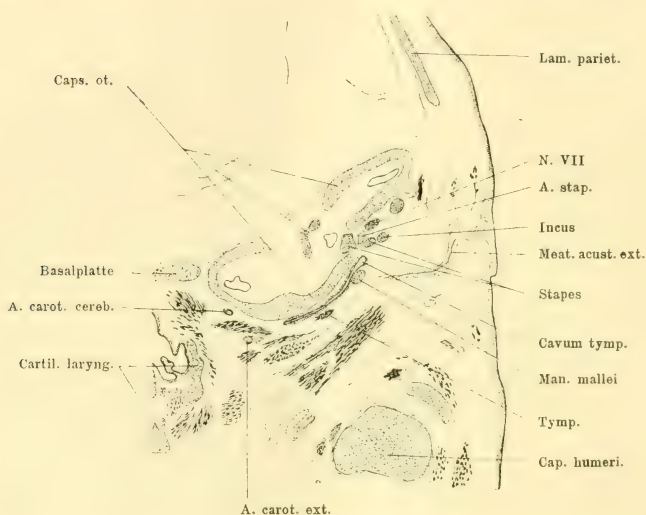 Lam. pariet.
Caps. ot.
N. VII
A. stap.
Incus
Meat. acust. ext.
Basalplatte
Stapes
A. carot. cereb.
Cavum tymp.
Cartil. laryng.
Man. mallei
Tymp.
Cap. humeri.
A. carot. ext.